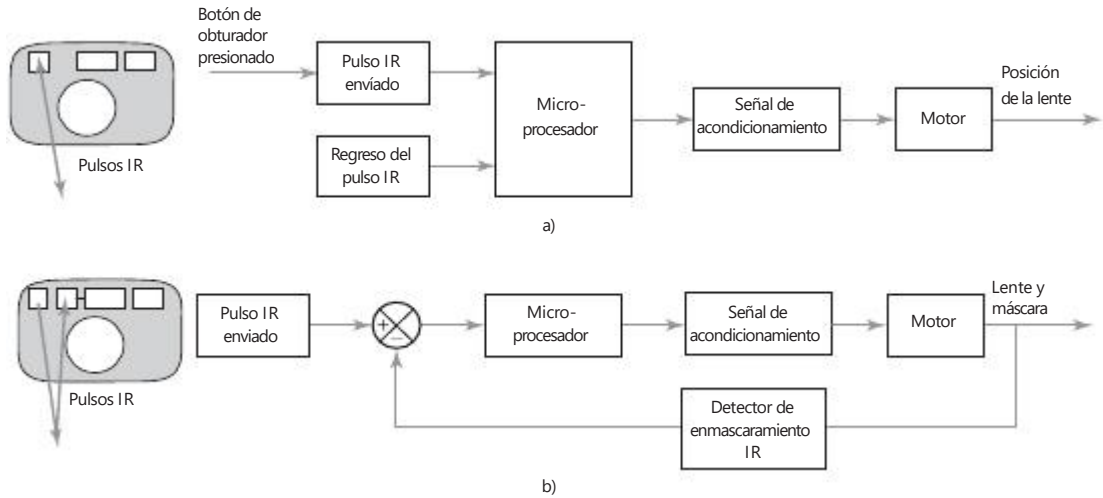 Botón de
obturador
presionado
Pulsos IR
Pulso IR
envíado
Regreso del
pulso IR
Micro-
procesador
Señal de
acondicionamiento
Motor
Posición
de la lente
a)
Pulsos IR
Pulso IR
enviado
+
–
Micro-
procesador
Señal de
acondicionamiento
Motor
Lente y
máscara
Detector de
enmascaramiento
IR
b)